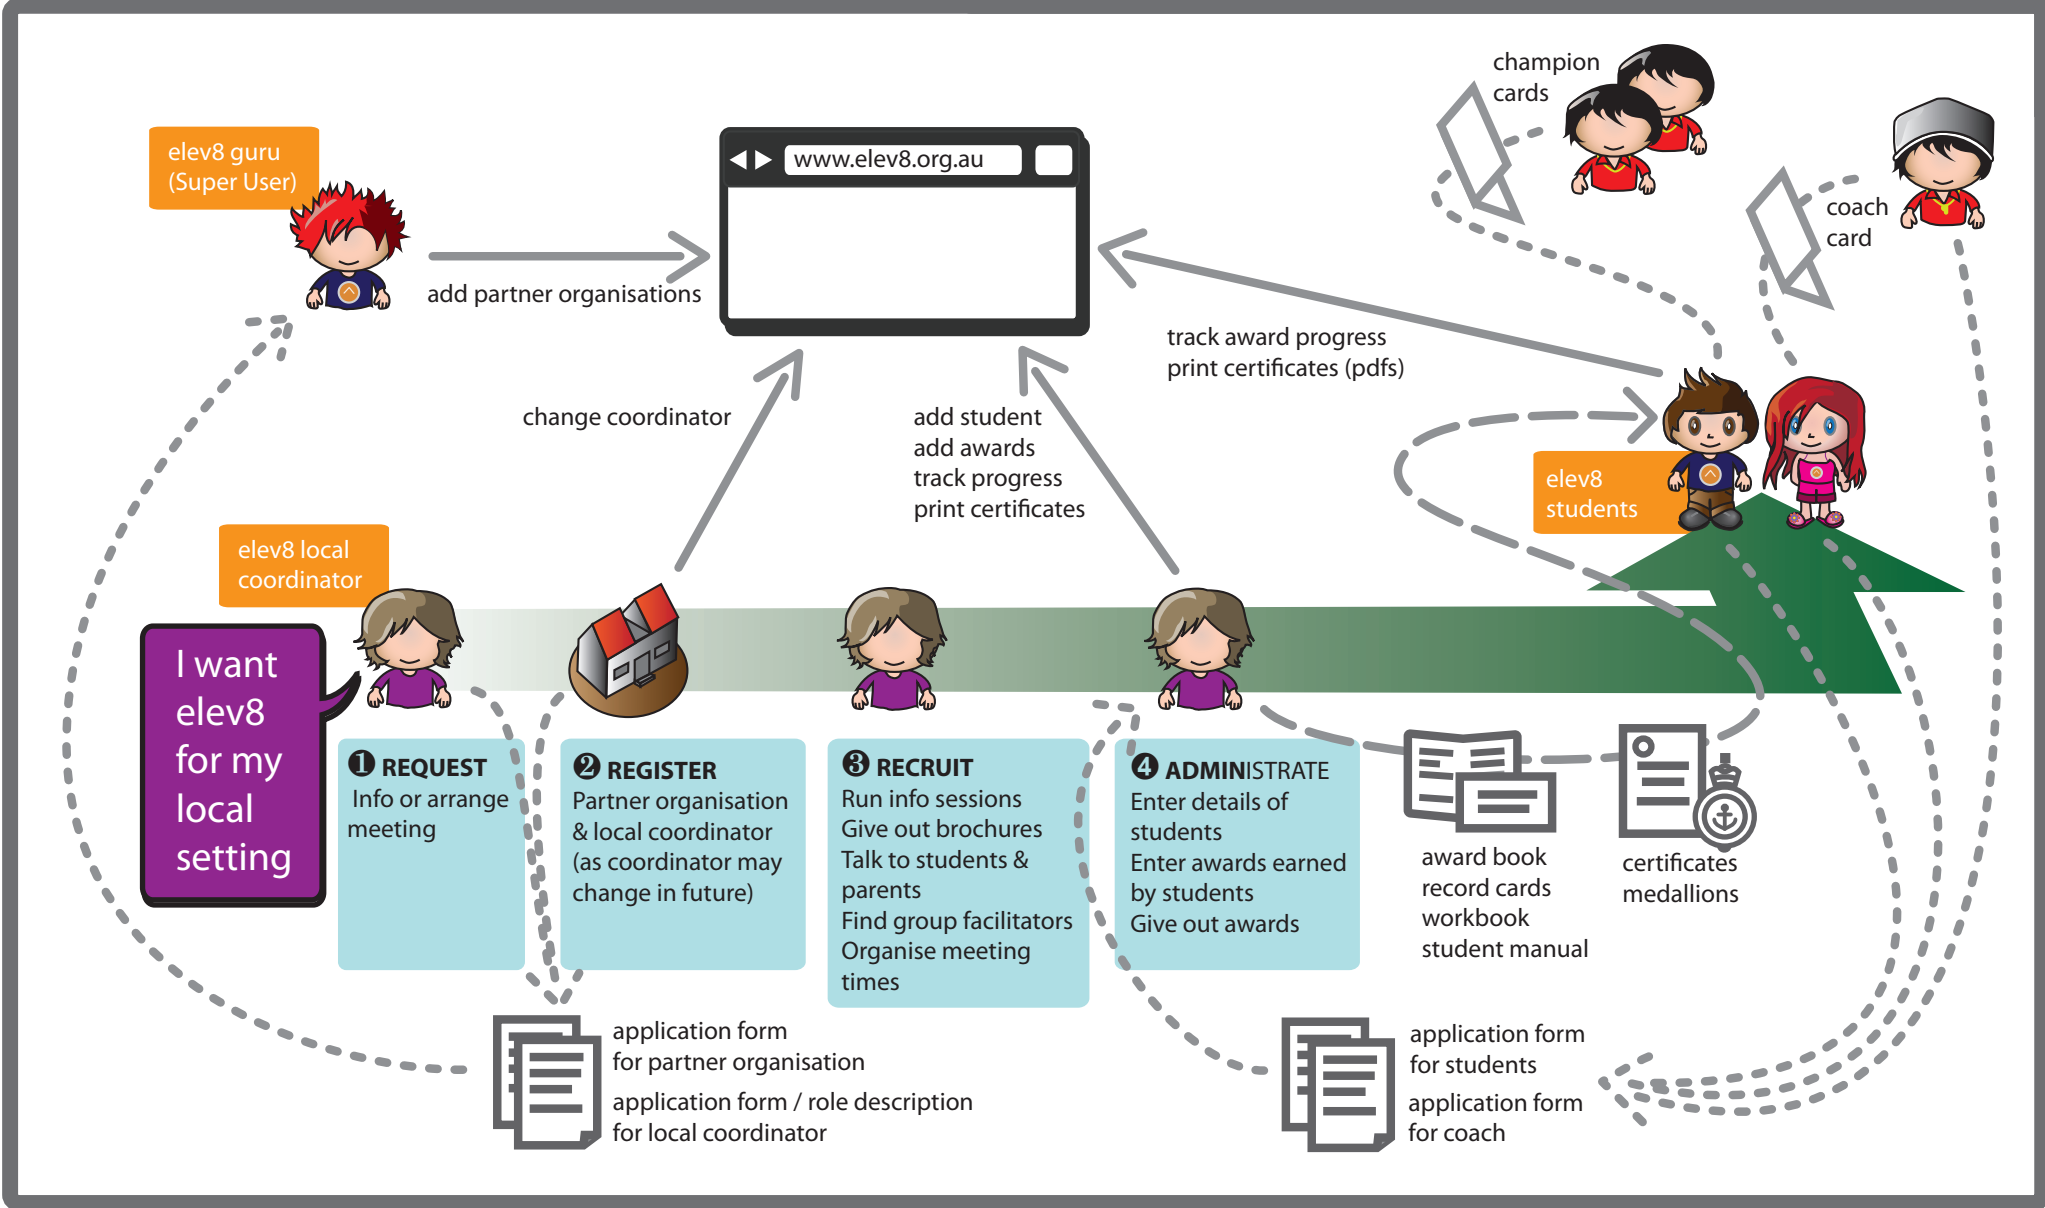 champion
cards
elev8 guru
(Super User)
www.elev8.org.au
coach
card
add partner organisations
track award progress
print certificates (pdfs)
change coordinator
add student
add awards
track progress
print certificates
elev8
students
elev8 local
coordinator
I want
elev8
for my
local
setting
1 REQUEST
Info or arrange
meeting
2 REGISTER
Partner organisation
& local coordinator
(as coordinator may
change in future)
3 RECRUIT
Run info sessions
Give out brochures
Talk to students &
parents
Find group facilitators
Organise meeting
times
4 ADMINISTRATE
Enter details of
students
Enter awards earned
by students
Give out awards
award book
record cards
workbook
student manual
certificates
medallions
application form
for partner organisation
application form / role description
for local coordinator
application form
for students
application form
for coach